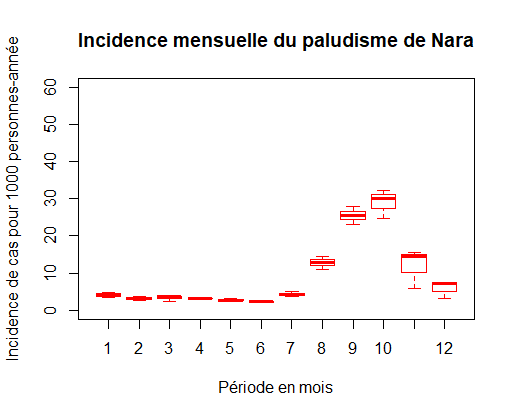 Incidence mensuelle du paludisme de Nara
Incidence de cas pour 1000 personnes-année
60
50
40
30
20
10
0
1 2 3 4 5 6 7 8 9 10 12
Période en mois